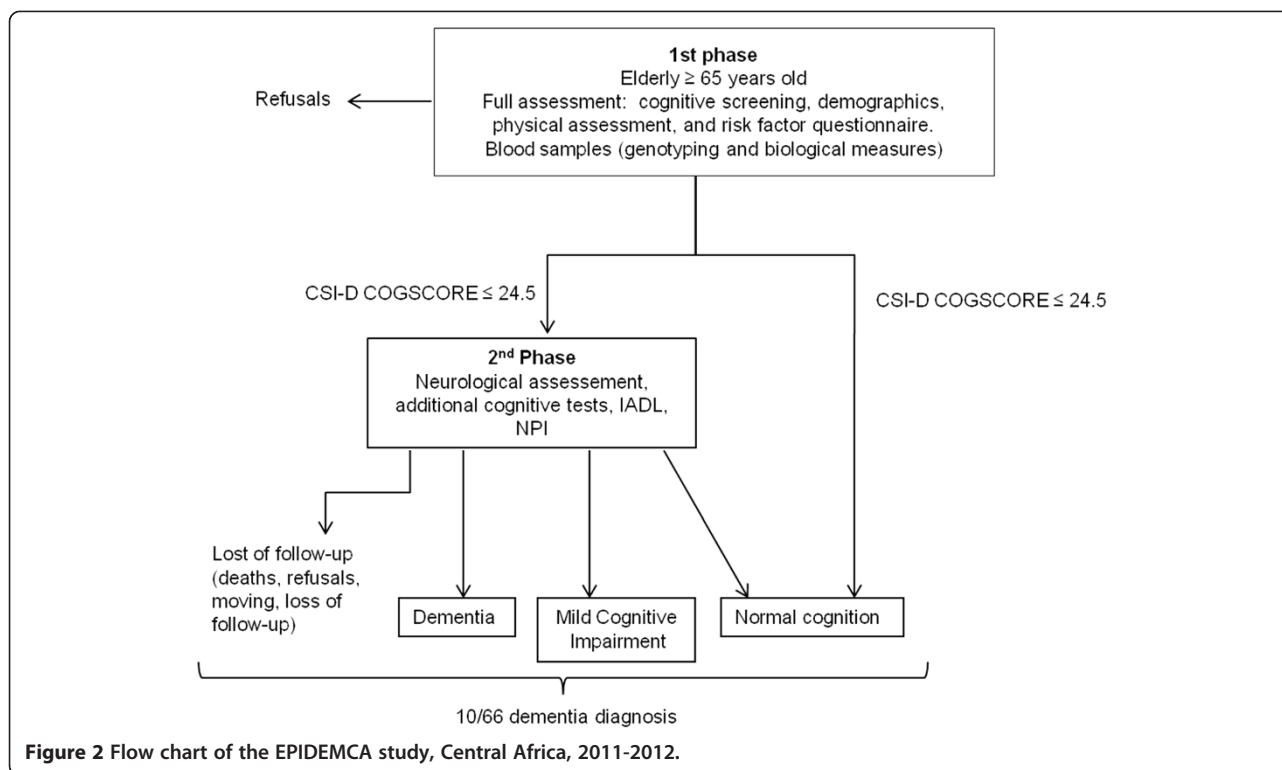 1st phase
Elderly ≥ 65 years old
Full assessment: cognitive screening, demographics,
physical assessment, and risk factor questionnaire.
Blood samples (genotyping and biological measures)
Refusals
CSI-D COGSCORE ≤ 24.5
CSI-D COGSCORE ≤ 24.5
2nd Phase
Neurological assessement,
additional cognitive tests, IADL,
NPI
Lost of follow-up
(deaths, refusals,
moving, loss of
follow-up)
Dementia
Mild Cognitive
Impairment
Normal cognition
10/66 dementia diagnosis
Figure 2 Flow chart of the EPIDEMCA study, Central Africa, 2011-2012.